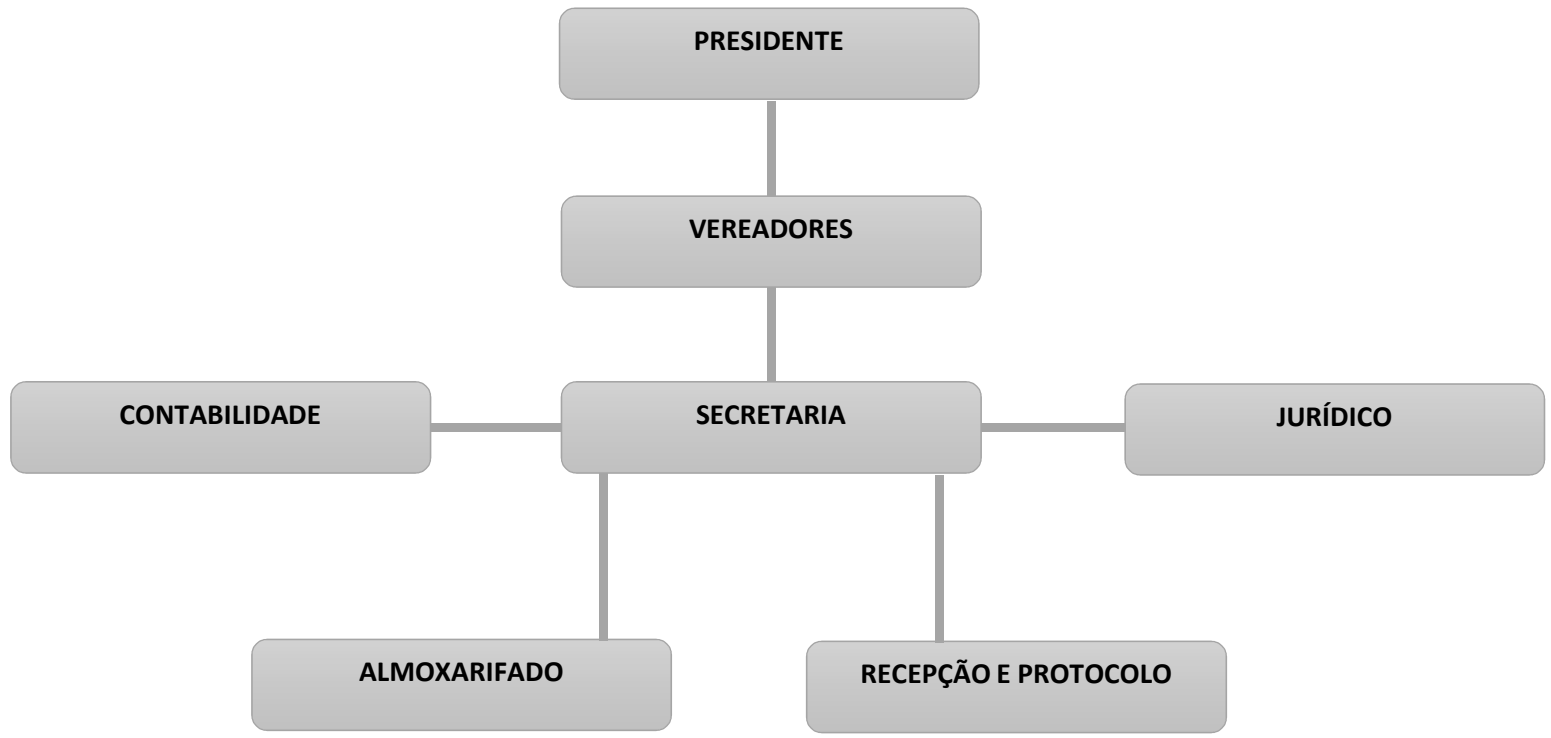 PRESIDENTE
VEREADORES
CONTABILIDADE
SECRETARIA
JURÍDICO
ALMOXARIFADO
RECEPÇÃO E PROTOCOLO